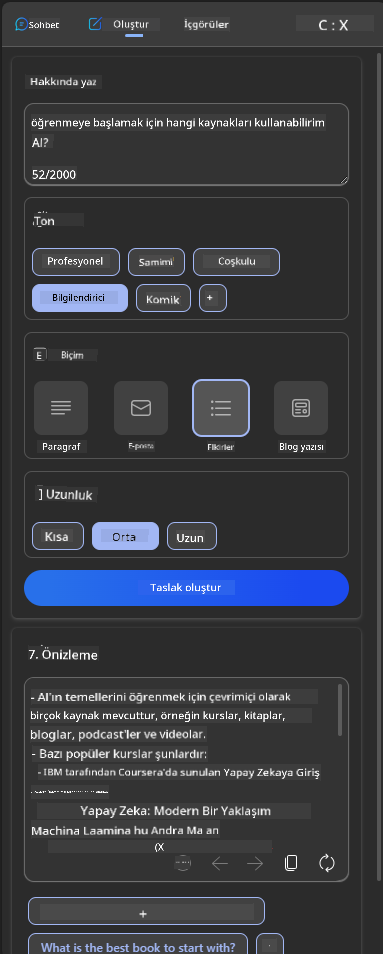 Sohbet Oluştur İçgörüler C : X
Hakkında yaz
öğrenmeye başlamak için hangi kaynakları kullanabilirim
AI?
52/2000
Ton
Profesyonel Samimi Coşkulu
Bilgilendirici Komik +
E Biçim
Paragraf E-posta Fikirler Blog yazısı
] Uzunluk
Kısa Orta Uzun
Taslak oluştur
7. Önizleme
- AI'ın temellerini öğrenmek için çevrimiçi olarak
birçok kaynak mevcuttur, örneğin kurslar, kitaplar,
bloglar, podcast'ler ve videolar.
- Bazı popüler kurslar şunlardır:
- IBM tarafından Coursera'da sunulan Yapay Zekaya Giriş
Yapay Zeka: Modern Bir Yaklaşım
Machina Laamina hu Andra Ma an
(X
+
What is the best book to start with?